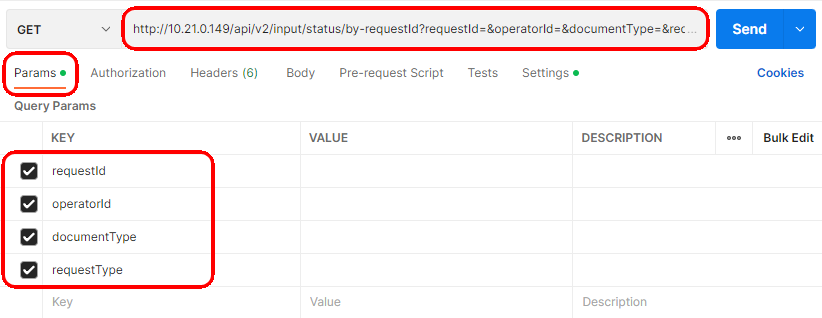 GET http://10.21.0.149/api/v2/input/status/by-requestId?requestId=&operatorId=&documentType=&rec... Send
Params Authorization Headers (6) Body Pre-request Script Tests Settings Cookies
Query Params
KEY VALUE DESCRIPTION ooo Bulk Edit
requestId
operatorId
documentType
requestType
Key Value Description